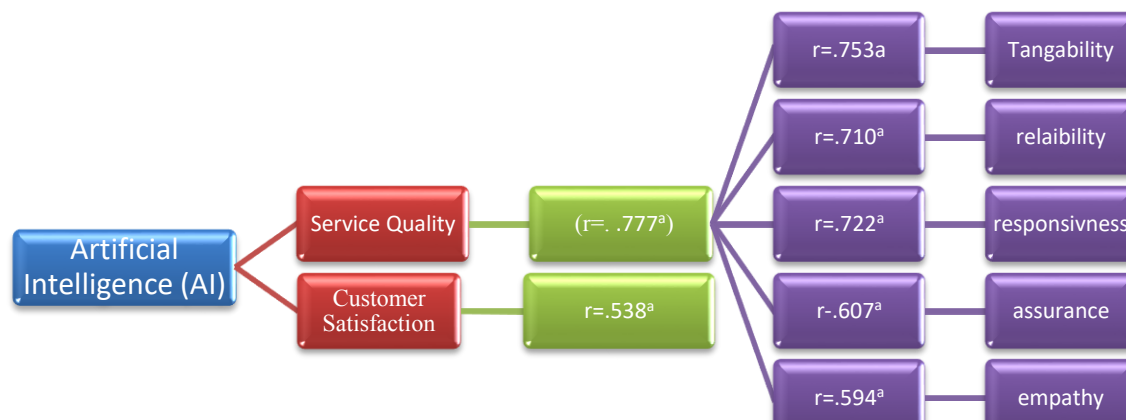 Artificial
Intelligence (AI)
Service Quality
(r=. .777ᵃ)
Customer
Satisfaction
r=.538ᵃ
r=.753a
Tangability
r=.710ᵃ
relaibility
r=.722ᵃ
responsivness
r-.607ᵃ
assurance
r=.594ᵃ
empathy